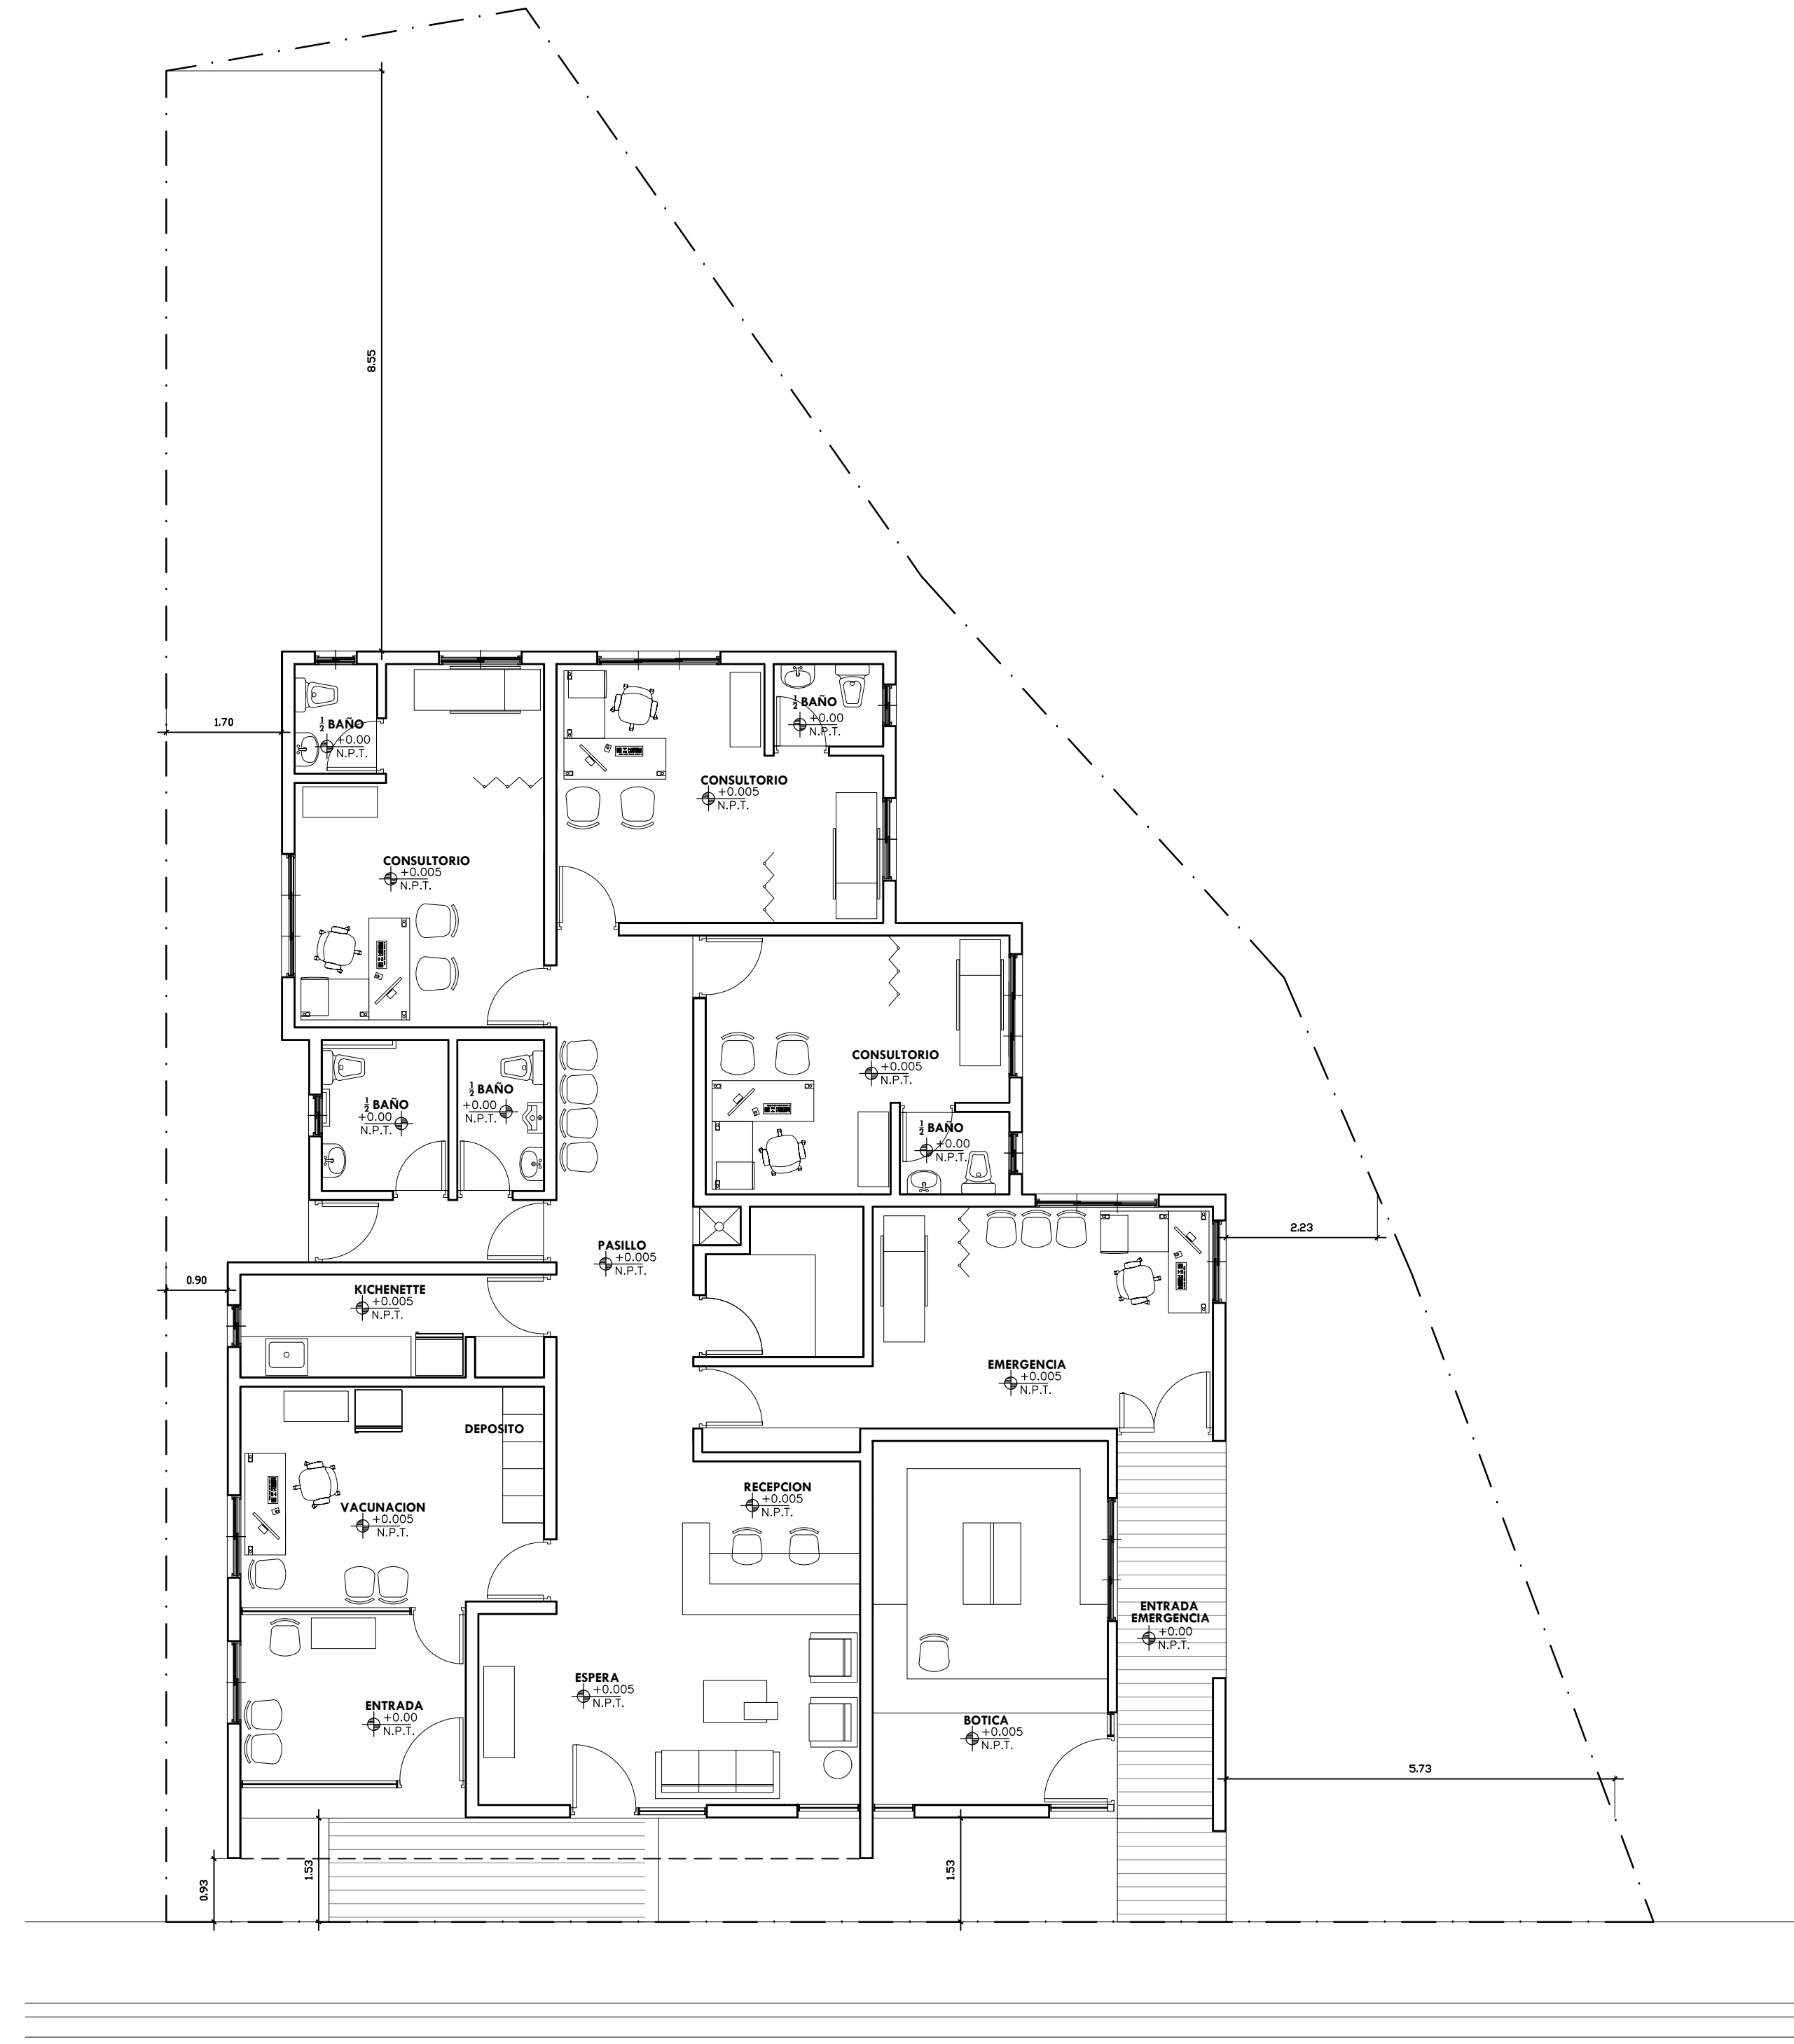 8.55
1.70
½ BAÑO
+0.00
N.P.T.
½ BAÑO
+0.00
N.P.T.
CONSULTORIO
+0.005
N.P.T.
CONSULTORIO
+0.005
N.P.T.
CONSULTORIO
+0.005
N.P.T.
½ BAÑO
+0.00
N.P.T.
½ BAÑO
+0.00
N.P.T.
½ BAÑO
+0.00
N.P.T.
2.23
PASILLO
+0.005
N.P.T.
0.90
KICHENETTE
+0.005
N.P.T.
EMERGENCIA
+0.005
N.P.T.
DEPOSITO
RECEPCION
+0.005
N.P.T.
VACUNACION
+0.005
N.P.T.
ENTRADA
EMERGENCIA
+0.00
N.P.T.
ESPERA
+0.005
N.P.T.
ENTRADA
+0.00
N.P.T.
BOTICA
+0.005
N.P.T.
5.73
0.93
1.53
1.53